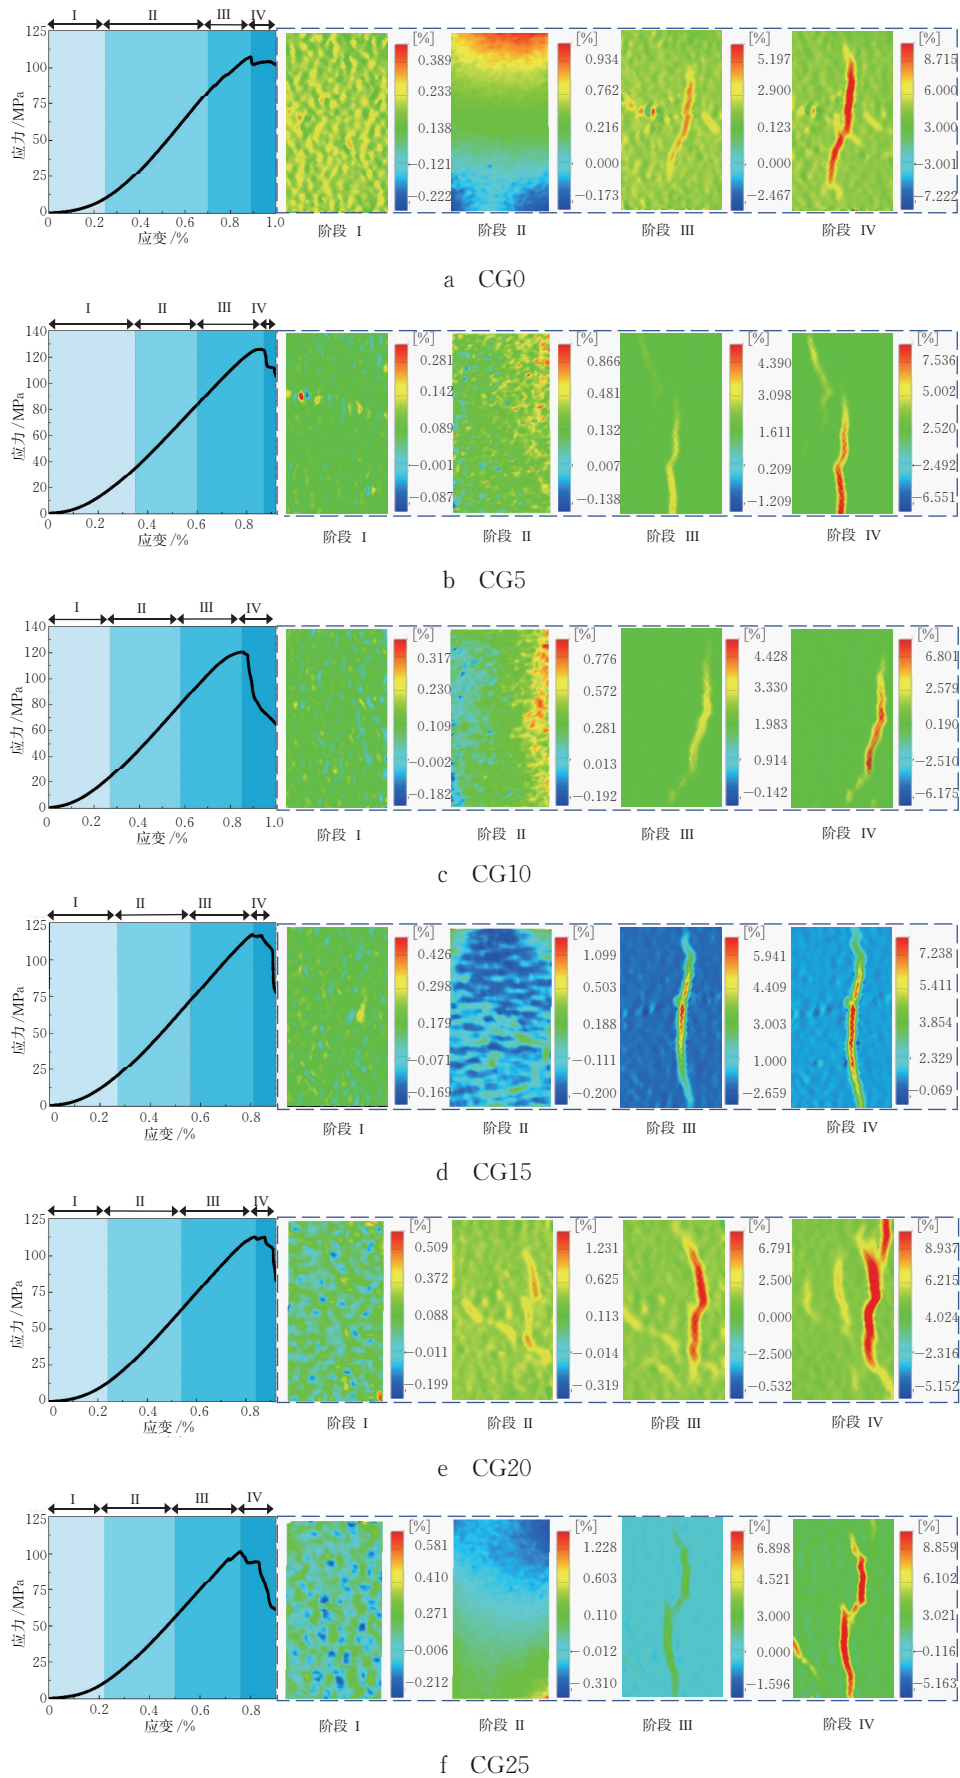 I II III IV
125
100
75
50
25
0
应力/MPa
0 0.2 0.4 0.6 0.8 1.0
应变/%
[%] [%] [%] [%]
0.389 0.934 5.197 8.715
0.233 0.762 2.900 6.000
0.138 0.216 0.123 3.000
−0.121 0.000 0.000 −3.001
−0.222 −0.173 −2.467 −7.222
阶段 I 阶段 II 阶段 III 阶段 IV
a CG0
I II III IV
140
120
100
80
60
40
20
0
应力/MPa
0.2 0.4 0.6 0.8
应变/%
[%] [%] [%] [%]
0.281 0.866 4.390 7.536
0.142 0.481 3.098 5.002
0.089 0.132 1.611 2.520
−0.001 0.007 0.209 −2.492
−0.087 −0.138 −1.209 −6.551
阶段 I 阶段 II 阶段 III 阶段 IV
b CG5
I II III IV
140
120
100
80
60
40
20
0
应力/MPa
0 0.2 0.4 0.6 0.8 1.0
应变/%
[%] [%] [%] [%]
0.317 0.776 4.428 6.801
0.230 0.572 3.330 2.579
0.109 0.281 1.983 0.190
−0.002 0.013 0.914 −2.510
−0.182 −0.192 −0.142 −6.175
阶段 I 阶段 II 阶段 III 阶段 IV
c CG10
I II III IV
125
100
75
50
25
0
应力/MPa
0 0.2 0.4 0.6 0.8
应变/%
[%] [%] [%] [%]
0.426 1.099 5.941 7.238
0.298 0.503 4.409 5.411
0.179 0.188 3.003 3.854
−0.071 −0.111 1.000 2.329
−0.169 −0.200 −2.659 −0.069
阶段 I 阶段 II 阶段 III 阶段 IV
d CG15
I II III IV
125
100
75
50
25
0
应力/MPa
0 0.2 0.4 0.6 0.8
应变/%
[%] [%] [%] [%]
0.509 1.231 6.791 8.937
0.372 0.625 2.500 6.215
0.088 0.113 0.000 4.024
−0.011 −0.014 −2.500 −2.316
−0.199 −0.319 −0.532 −5.152
阶段 I 阶段 II 阶段 III 阶段 IV
e CG20
I II III IV
125
100
75
50
25
0
应力/MPa
0 0.2 0.4 0.6 0.8
应变/%
[%] [%] [%] [%]
0.581 1.228 6.898 8.859
0.410 0.603 4.521 6.102
0.271 0.110 3.000 3.021
−0.006 −0.012 0.000 −0.116
−0.212 −0.310 −1.596 −5.163
阶段 I 阶段 II 阶段 III 阶段 IV
f CG25